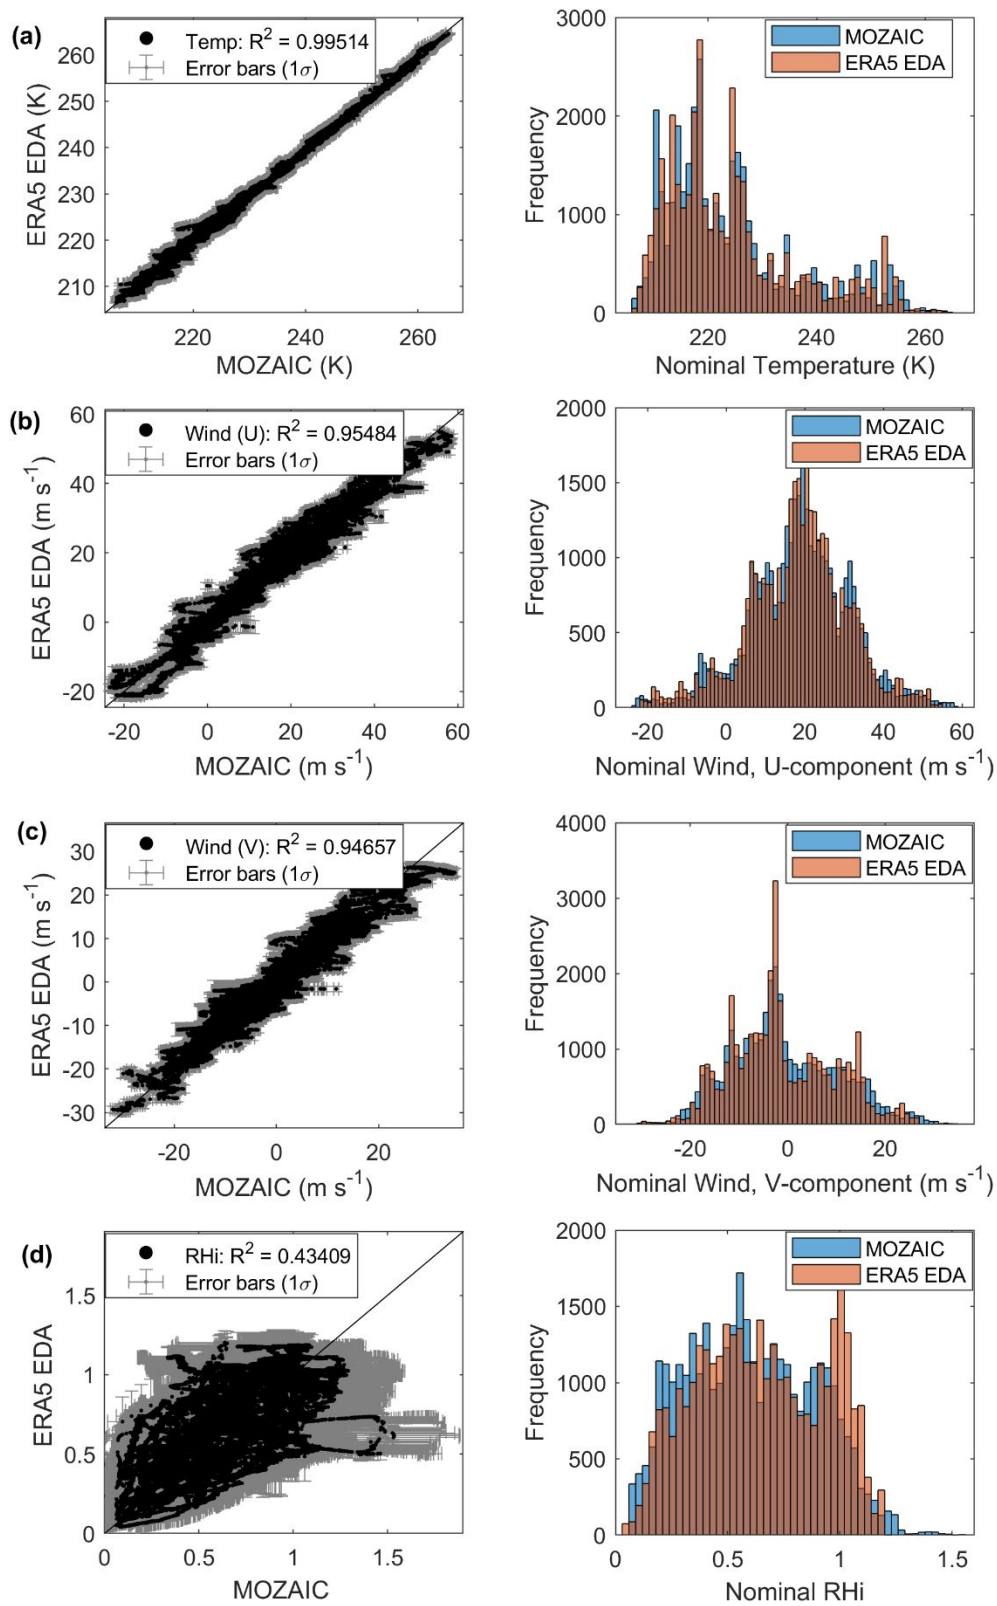 (a)
Temp: R² = 0.99514
Error bars (1σ)
ERA5 EDA (K)
260
250
240
230
220
210
220
240
260
MOZAIC (K)
3000
2000
1000
0
Frequency
MOZAIC
ERA5 EDA
220
240
260
Nominal Temperature (K)
(b)
Wind (U): R² = 0.95484
Error bars (1σ)
ERA5 EDA (m s⁻¹)
60
40
20
0
-20
-20
0
20
40
60
MOZAIC (m s⁻¹)
2000
1500
1000
500
0
Frequency
MOZAIC
ERA5 EDA
-20
0
20
40
60
Nominal Wind, U-component (m s⁻¹)
(c)
Wind (V): R² = 0.94657
Error bars (1σ)
ERA5 EDA (m s⁻¹)
30
20
10
0
-10
-20
-30
-20
0
20
MOZAIC (m s⁻¹)
4000
3000
2000
1000
0
Frequency
MOZAIC
ERA5 EDA
-20
0
20
Nominal Wind, V-component (m s⁻¹)
(d)
RHi: R² = 0.43409
Error bars (1σ)
ERA5 EDA
1.5
1
0.5
0
0
0.5
1
1.5
MOZAIC
2000
1500
1000
500
0
Frequency
MOZAIC
ERA5 EDA
0
0.5
1
1.5
Nominal RHi